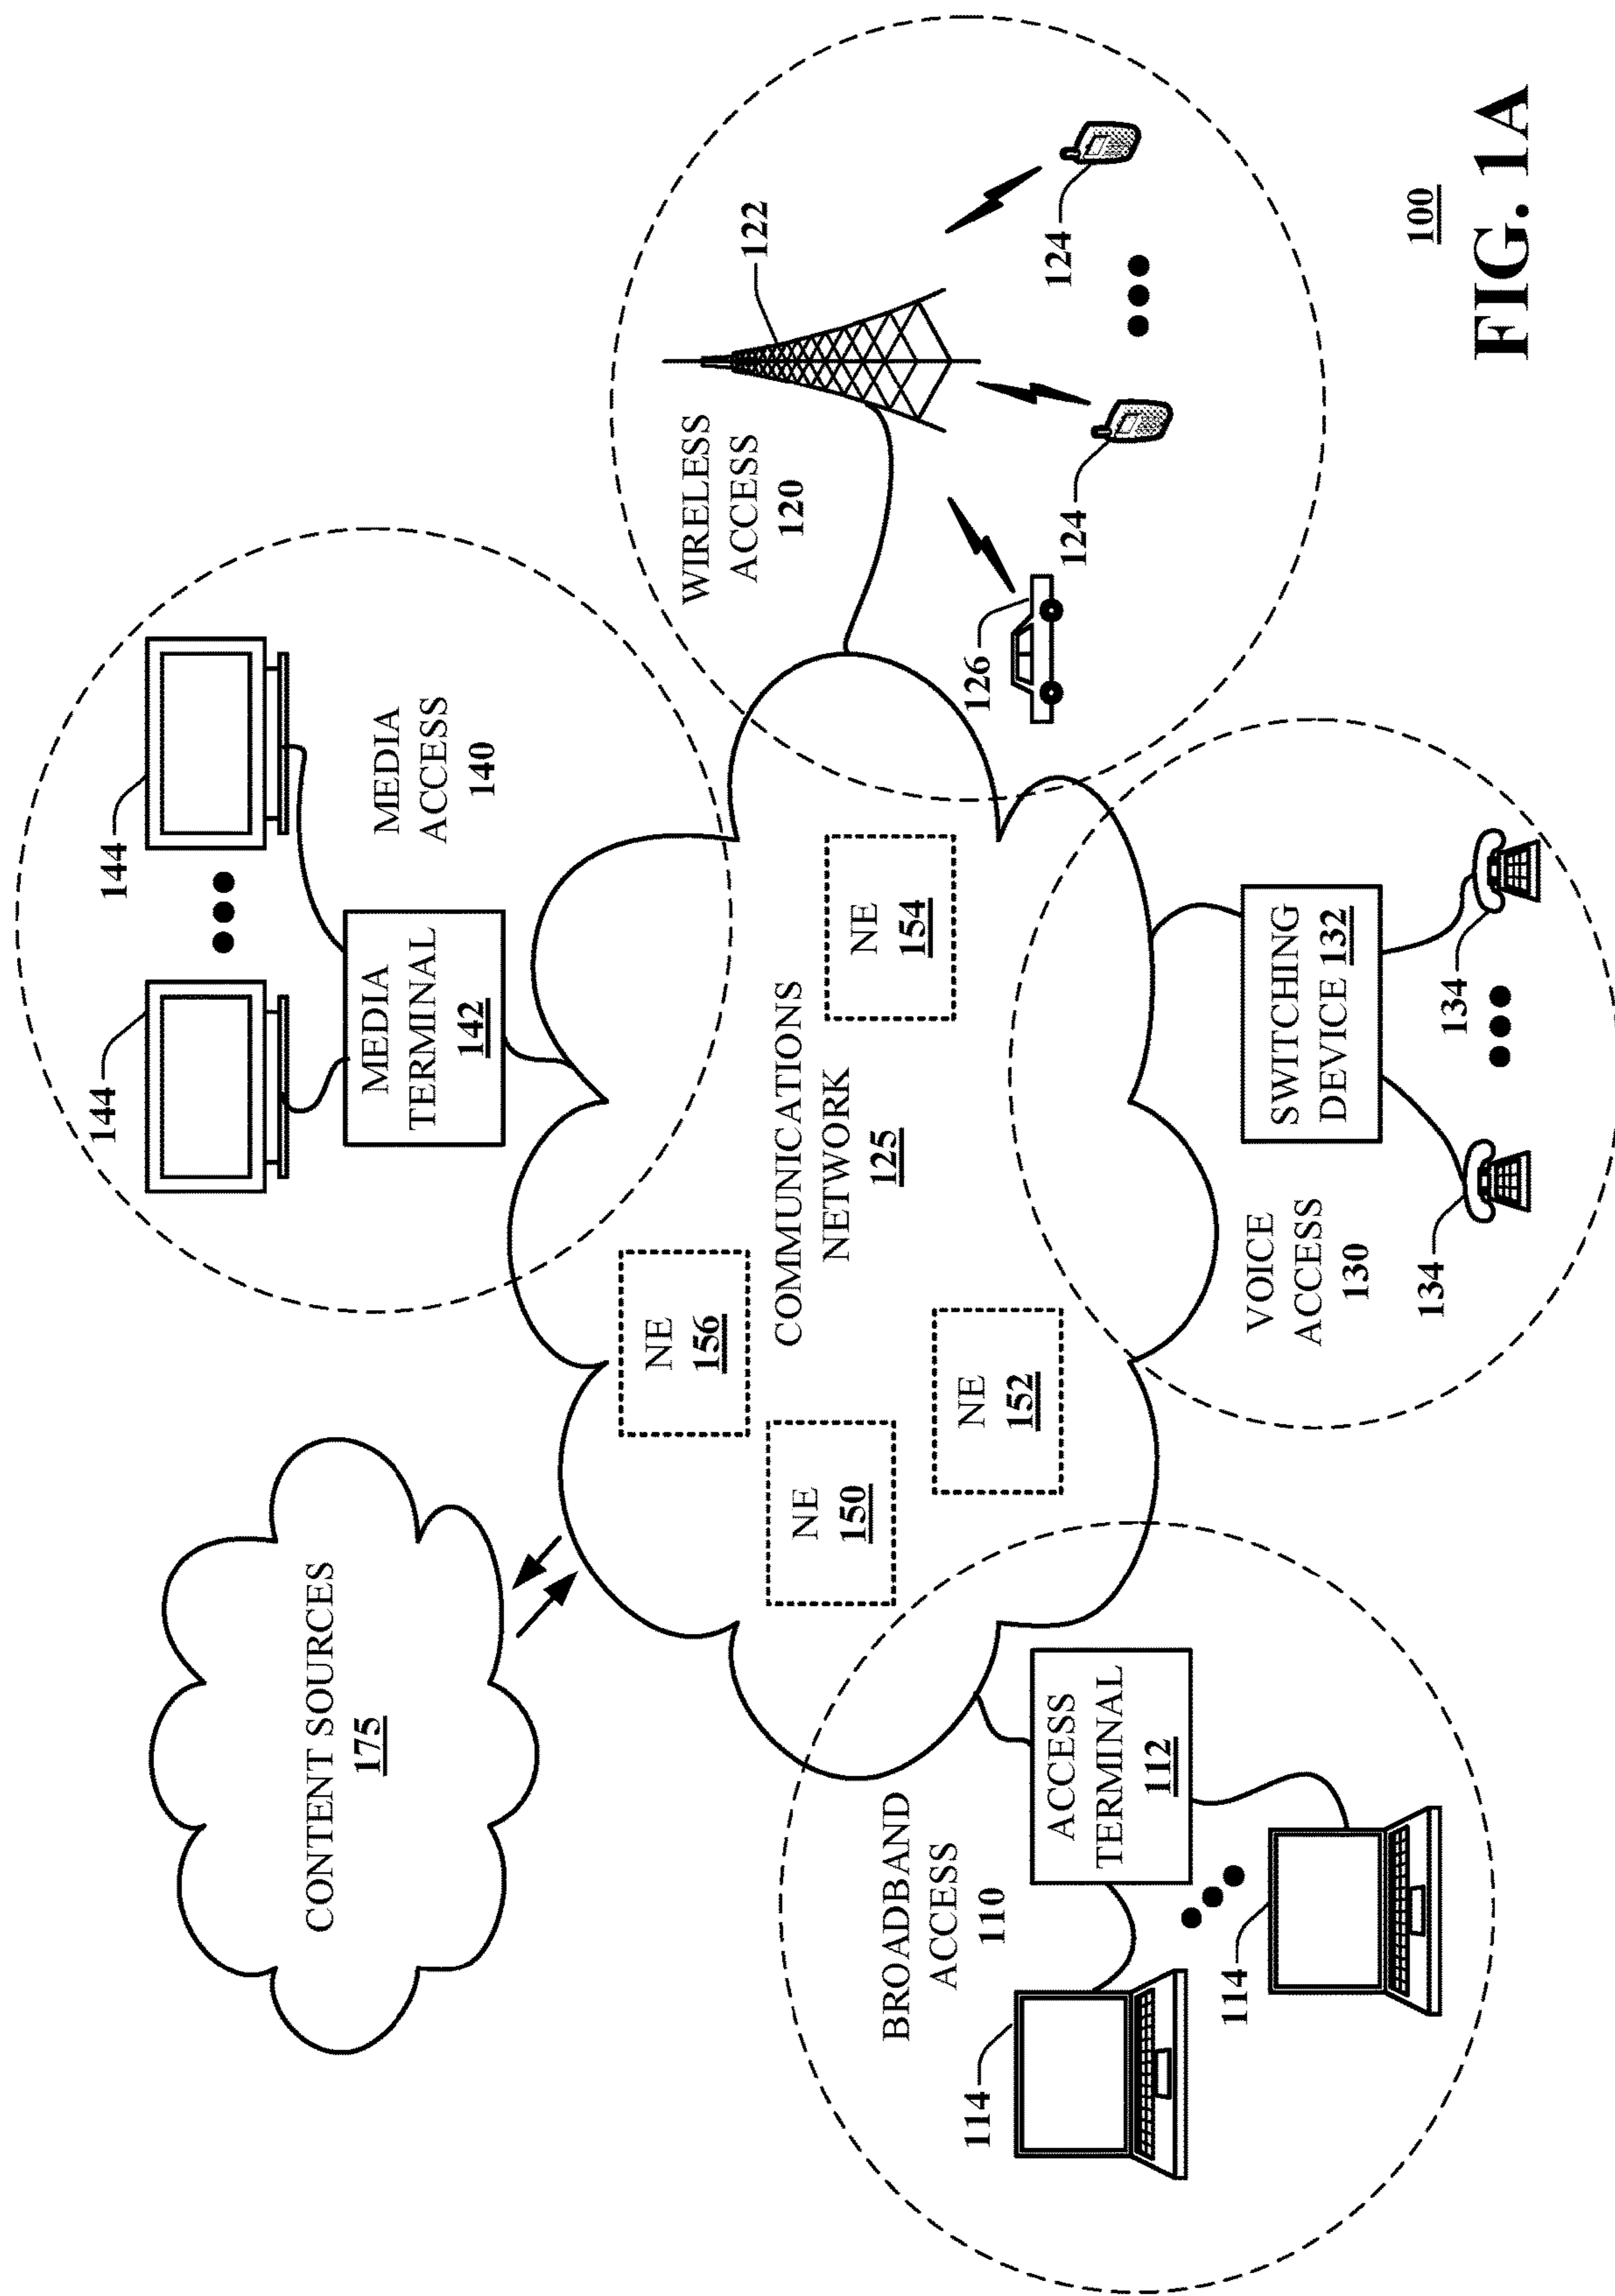 CONTENT SOURCES
175
144
144
MEDIA
TERMINAL
142
MEDIA
ACCESS
140
NE
156
NE
150
NE
152
NE
154
COMMUNICATIONS
NETWORK
125
WIRELESS
ACCESS
120
122
124
124
126
BROADBAND
ACCESS
110
ACCESS
TERMINAL
112
114
114
VOICE
ACCESS
130
SWITCHING
DEVICE 132
134
134
100
FIG. 1A